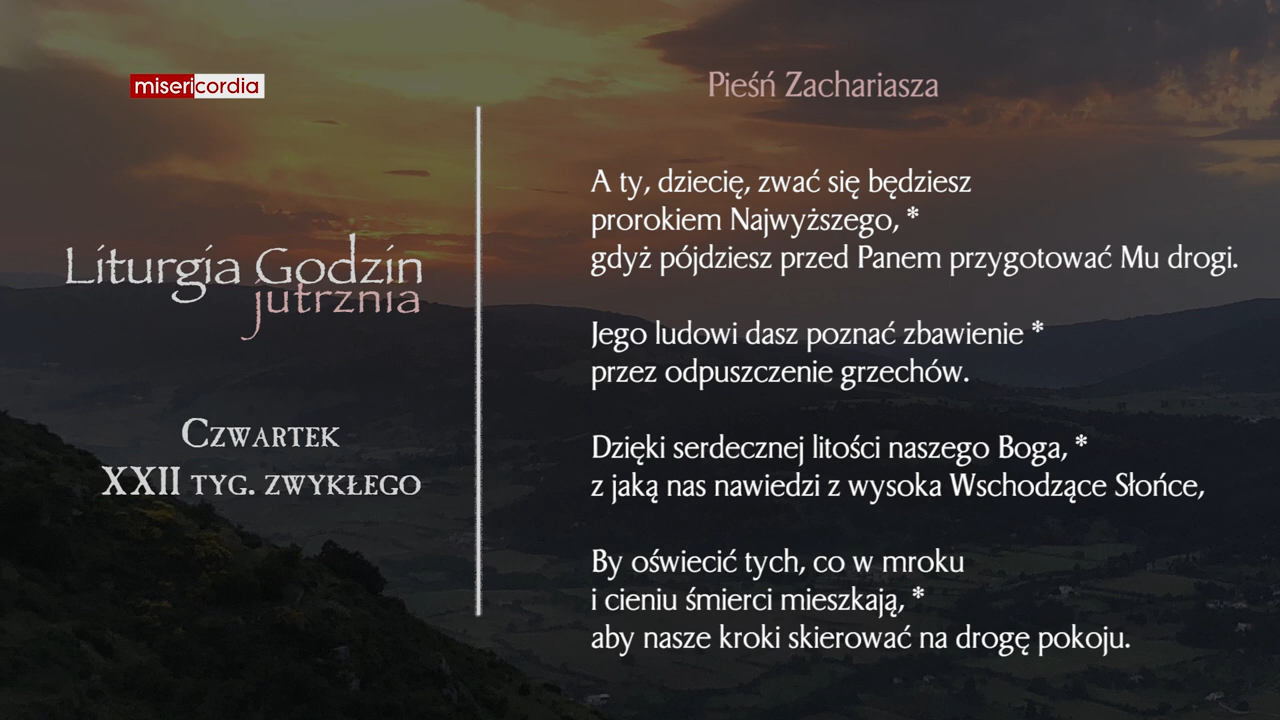 misericordia
Liturgia Godzin
jutrznia
Czwartek
XXII tyg. zwykłego
Pieśń Zachariasza
A ty, dziecię, zwać się będziesz
prorokiem Najwyższego, *
gdyż pójdziesz przed Panem przygotować Mu drogi.
Jego ludowi dasz poznać zbawienie *
przez odpuszczenie grzechów.
Dzięki serdecznej litości naszego Boga, *
z jaką nas nawiedzi z wysoka Wschodzące Słońce,
By oświecić tych, co w mroku
i cieniu śmierci mieszkają, *
aby nasze kroki skierować na drogę pokoju.